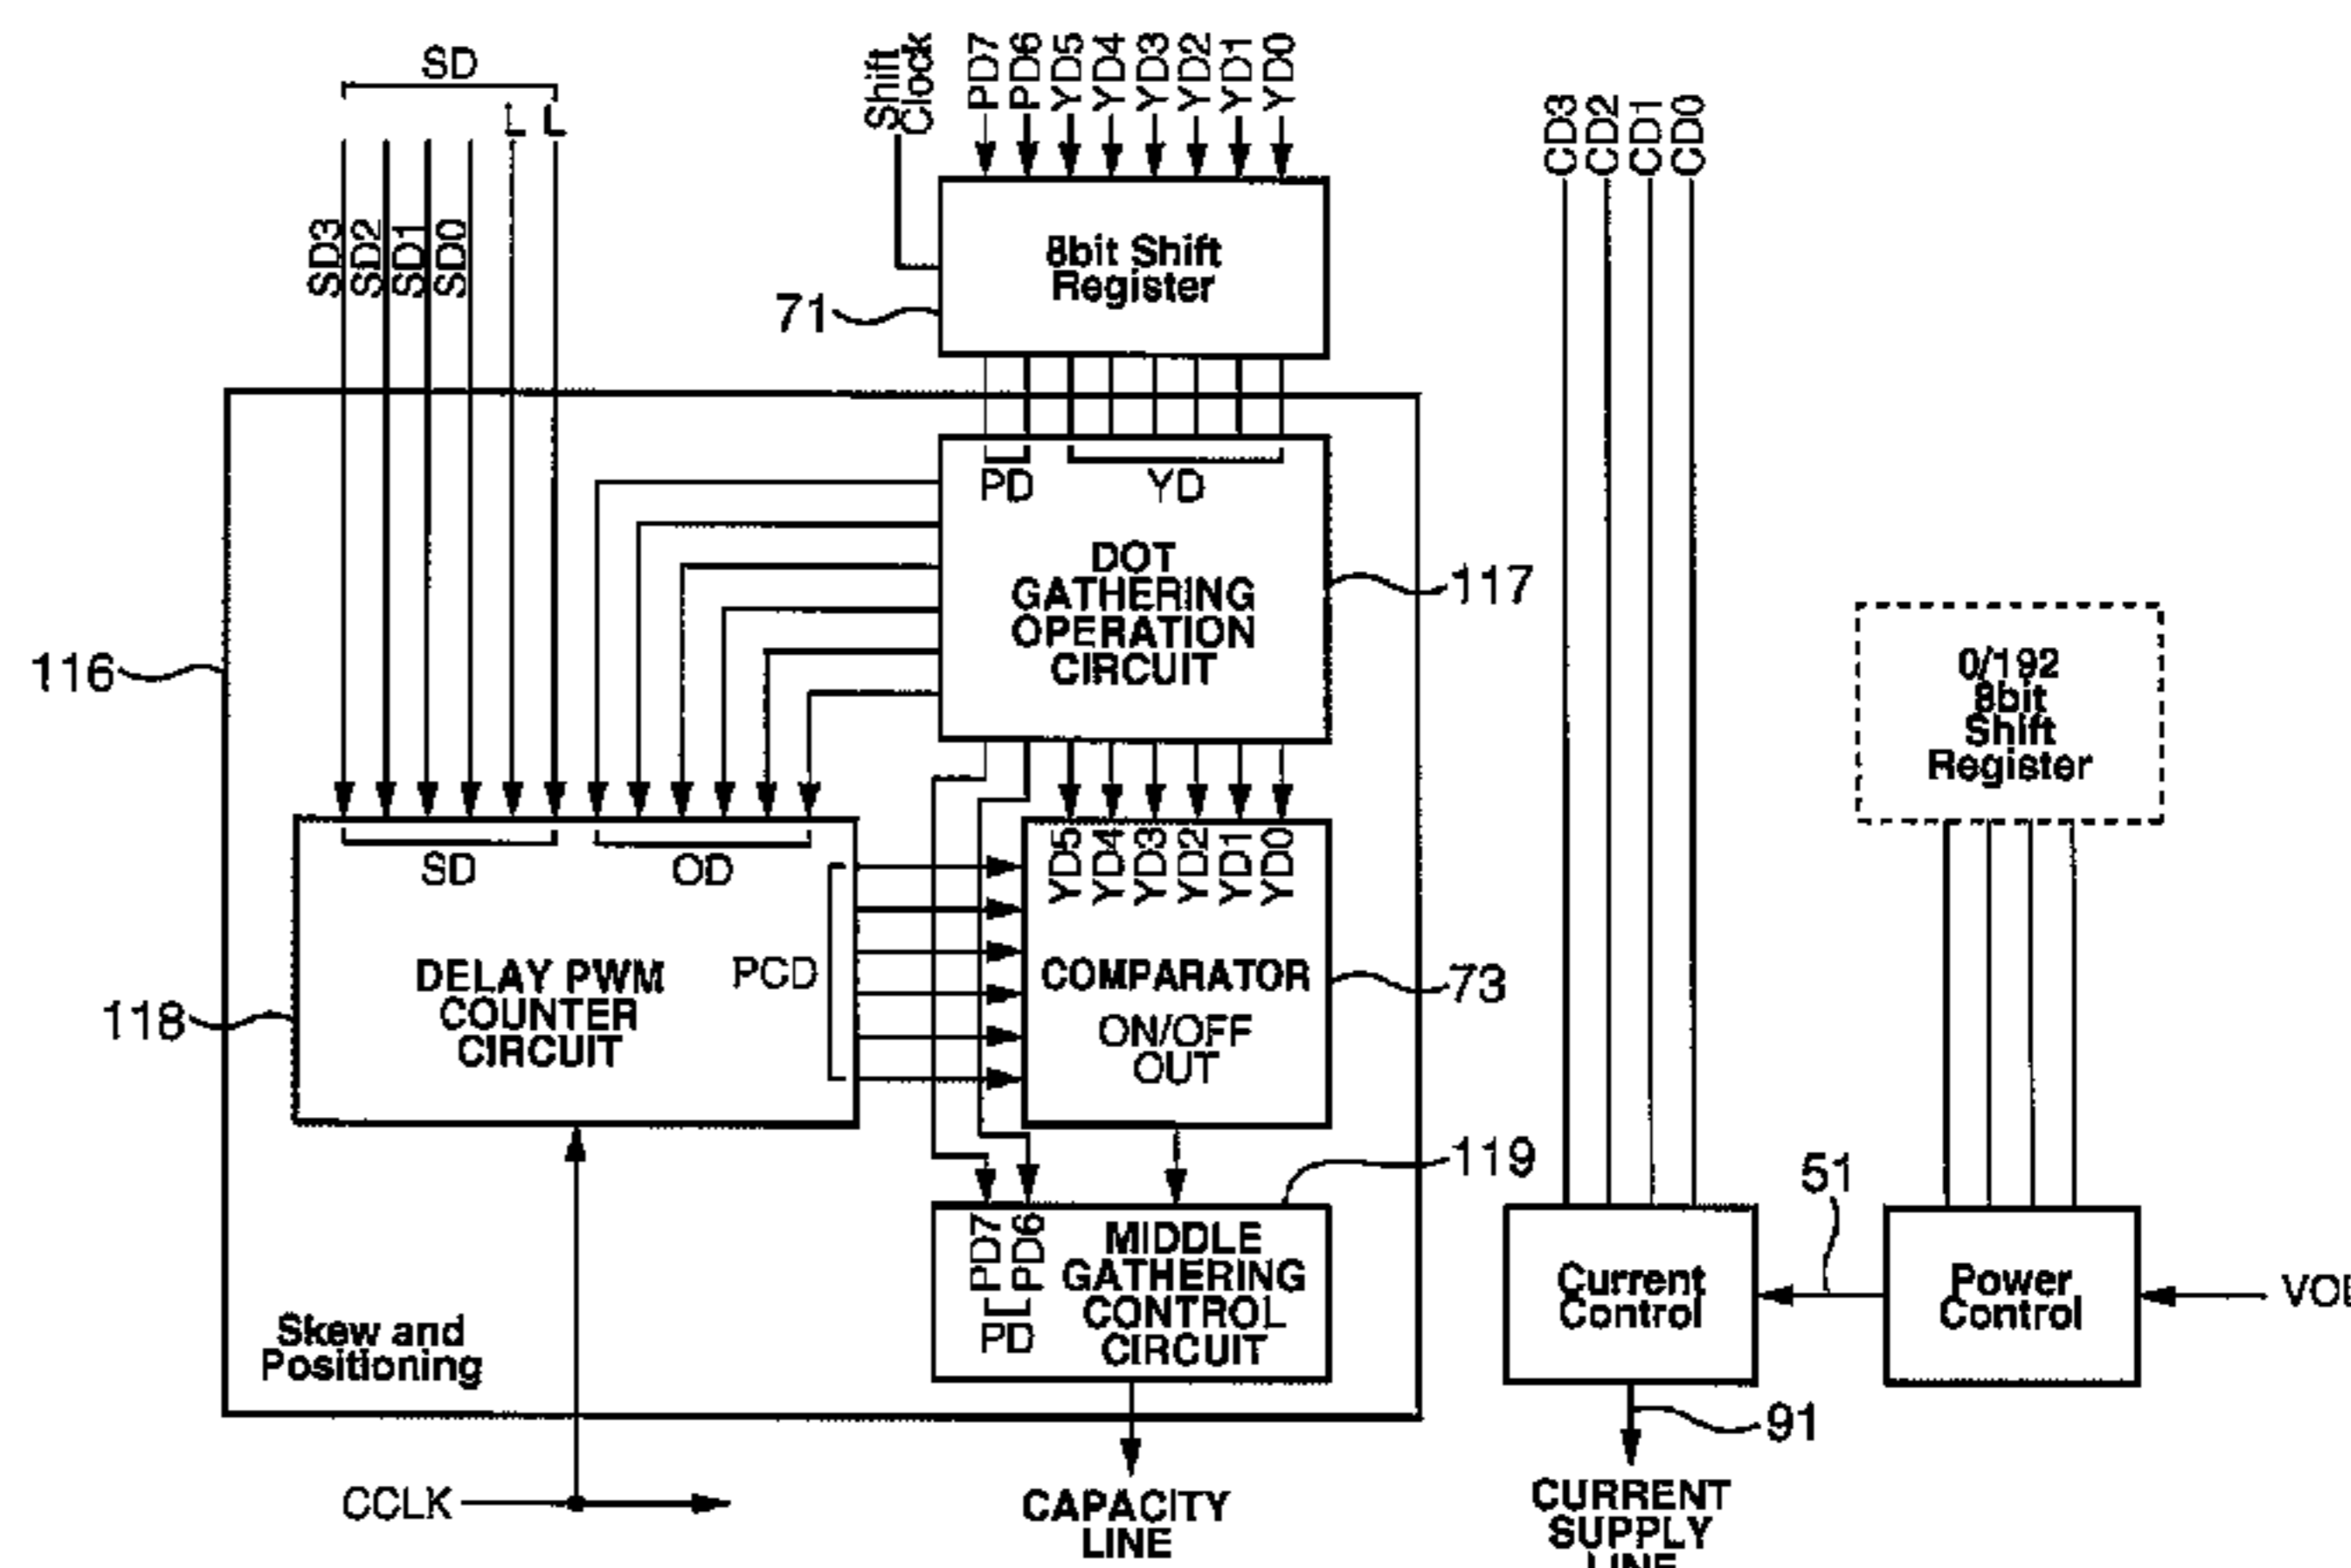 SD
L L
SD3
SD2
SD1
SD0
Shift
Clock
PD7
PD6
YD5
YD4
YD3
YD2
YD1
YD0
CD3
CD2
CD1
CD0
8bit Shift
Register
71
PD
YD
DOT
GATHERING
OPERATION
CIRCUIT
117
116
0/192
8bit
Shift
Register
SD
OD
PCD
DELAY PWM
COUNTER
CIRCUIT
118
YD5
YD4
YD3
YD2
YD1
YD0
COMPARATOR
ON/OFF
OUT
73
119
PD7
PD6
PD
MIDDLE
GATHERING
CONTROL
CIRCUIT
Skew and
Positioning
51
Current
Control
Power
Control
91
CCLK
CAPACITY
LINE
CURRENT
SUPPLY
LINE